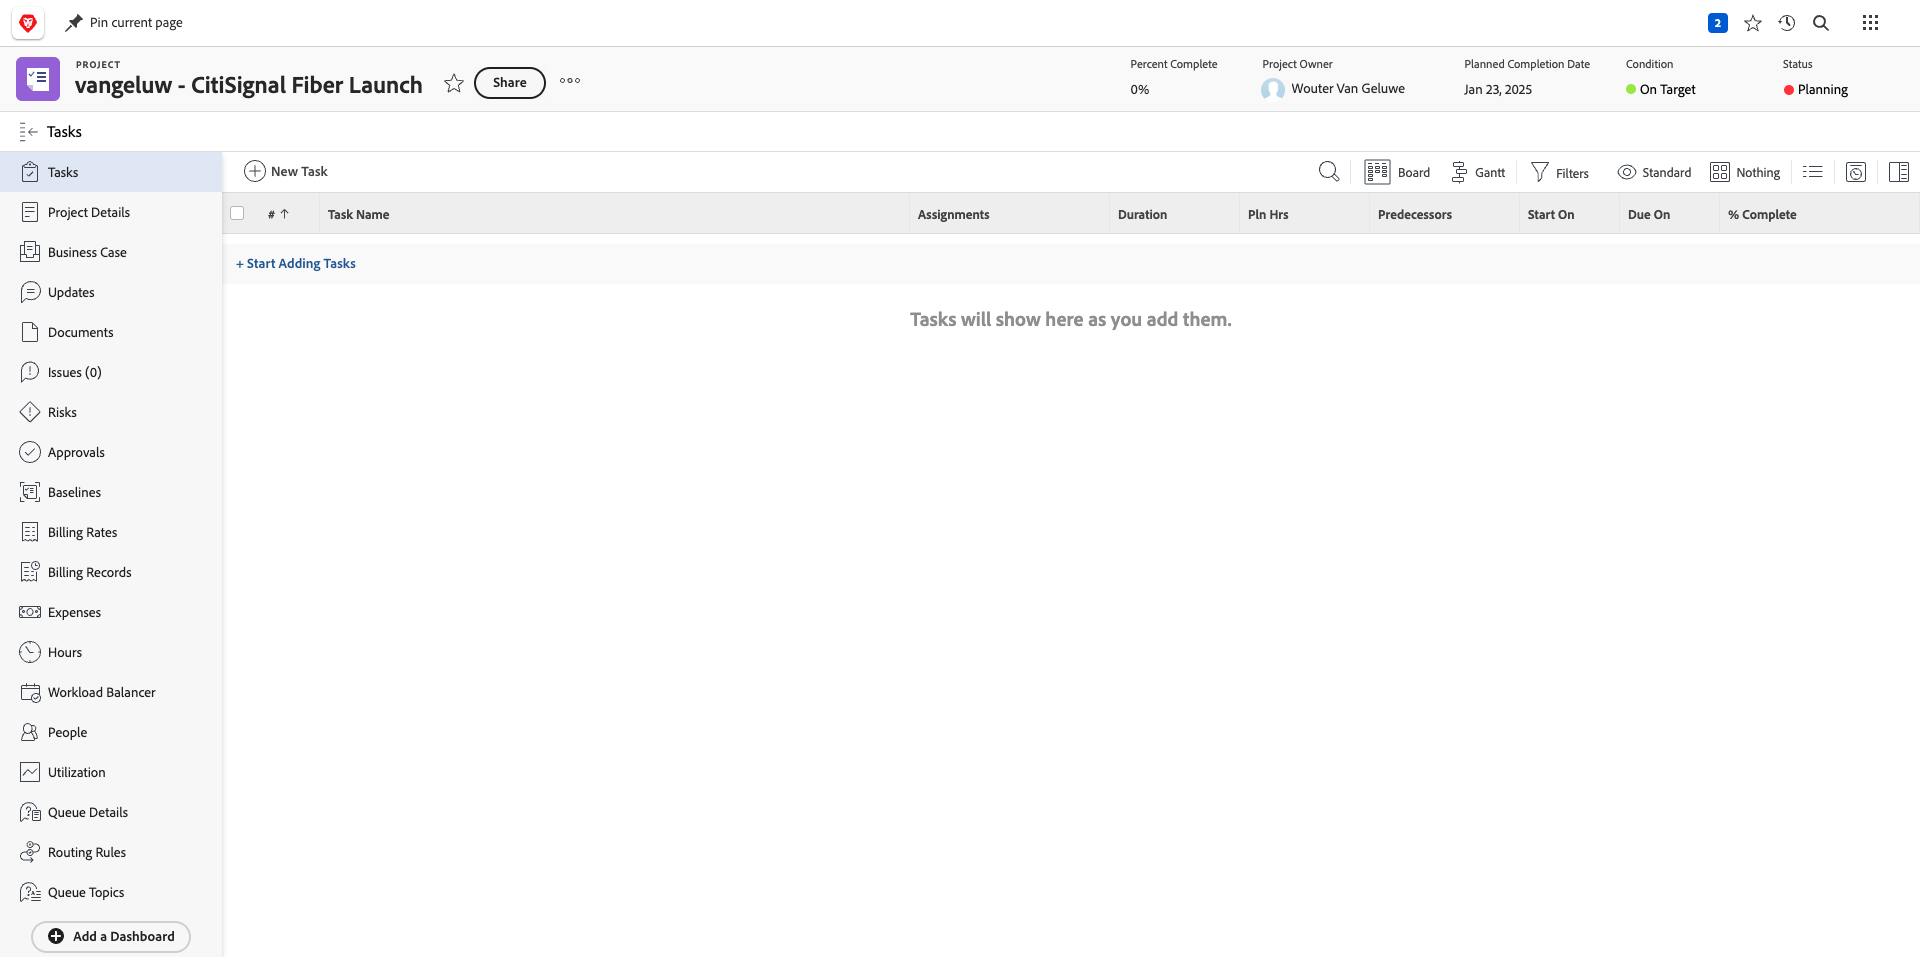 Pin current page
2
PROJECT
vangeluw - CitiSignal Fiber Launch
Share
Percent Complete
0%
Project Owner
Wouter Van Geluwe
Planned Completion Date
Jan 23, 2025
Condition
On Target
Status
Planning
Tasks
Tasks
Project Details
Business Case
Updates
Documents
Issues (0)
Risks
Approvals
Baselines
Billing Rates
Billing Records
Expenses
Hours
Workload Balancer
People
Utilization
Queue Details
Routing Rules
Queue Topics
Add a Dashboard
New Task
Board
Gantt
Filters
Standard
Nothing
# ↑
Task Name
Assignments
Duration
Pln Hrs
Predecessors
Start On
Due On
% Complete
+ Start Adding Tasks
Tasks will show here as you add them.